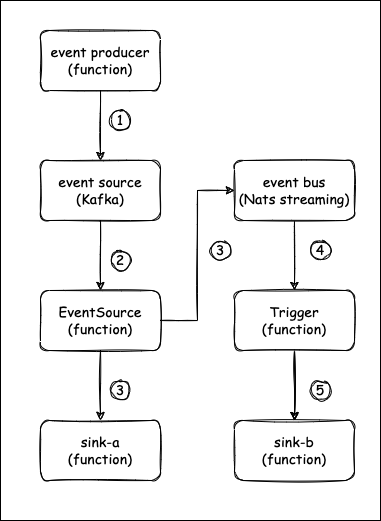 event producer
(function)
1
event source
(Kafka)
event bus
(Nats streaming)
2
3
4
EventSource
(function)
Trigger
(function)
3
5
sink-a
(function)
sink-b
(function)